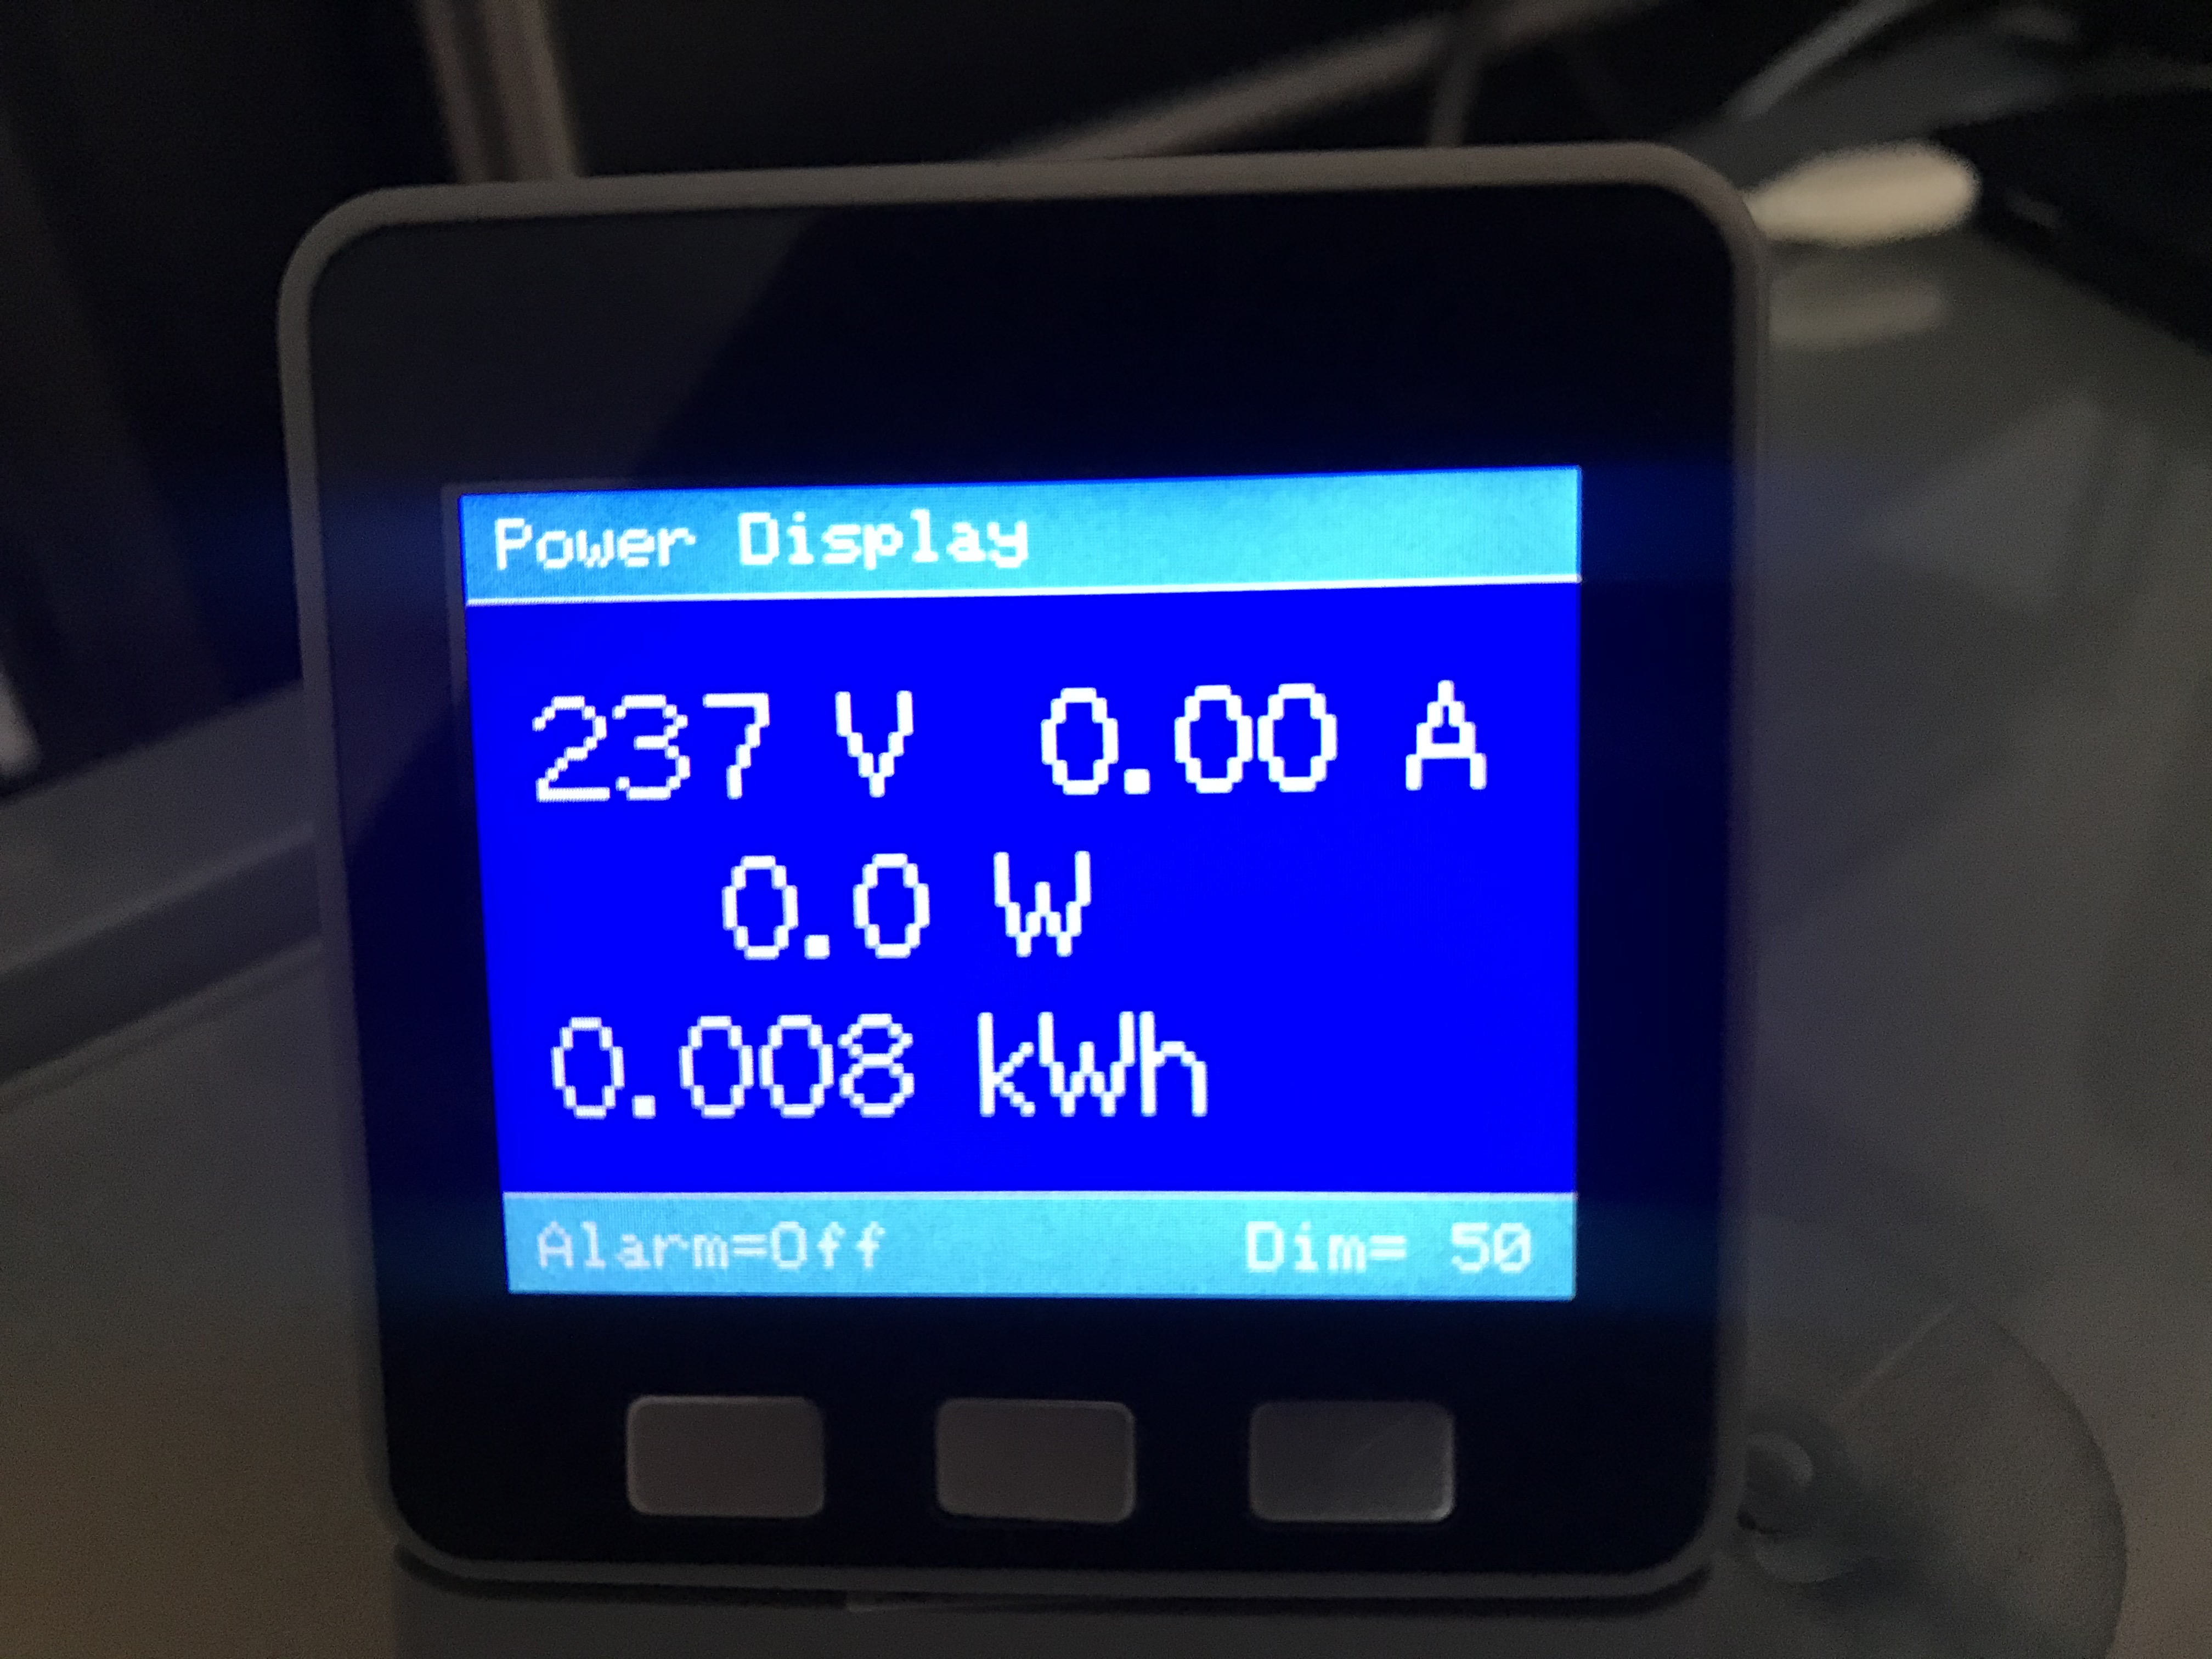 Power Display
237 V 0.00 A
0.0 W
0.008 kWh
Alarm=Off Dim= 50